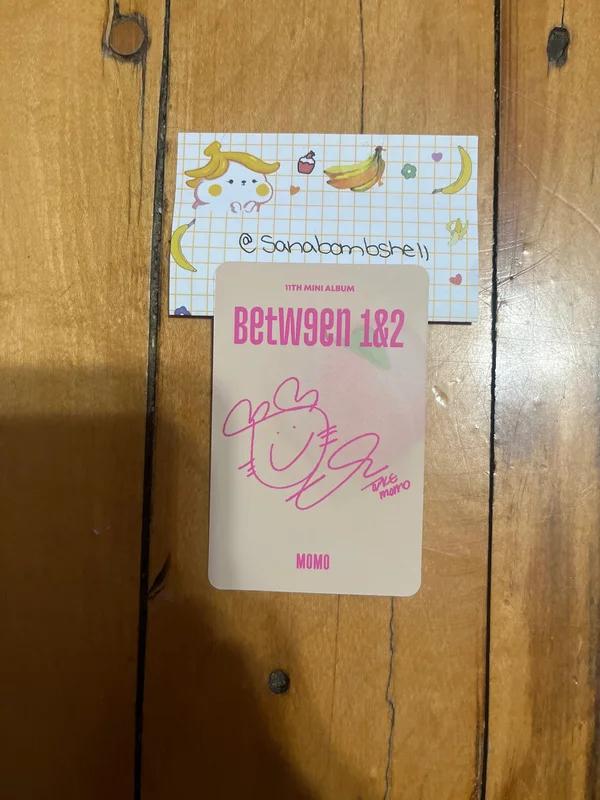 @sanabombshell
11TH MINI ALBUM
BETW9EN 1&2
TWICE
MOMO
MOMO